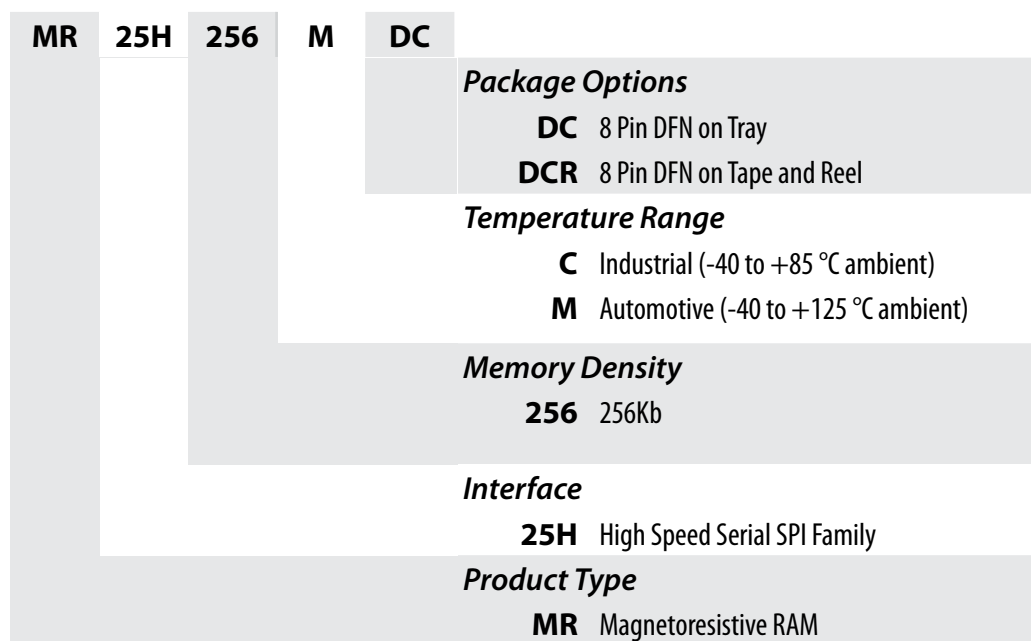 MR 25H 256 M DC
Package Options
DC 8 Pin DFN on Tray
DCR 8 Pin DFN on Tape and Reel
Temperature Range
C Industrial (-40 to +85 °C ambient)
M Automotive (-40 to +125 °C ambient)
Memory Density
256 256Kb
Interface
25H High Speed Serial SPI Family
Product Type
MR Magnetoresistive RAM